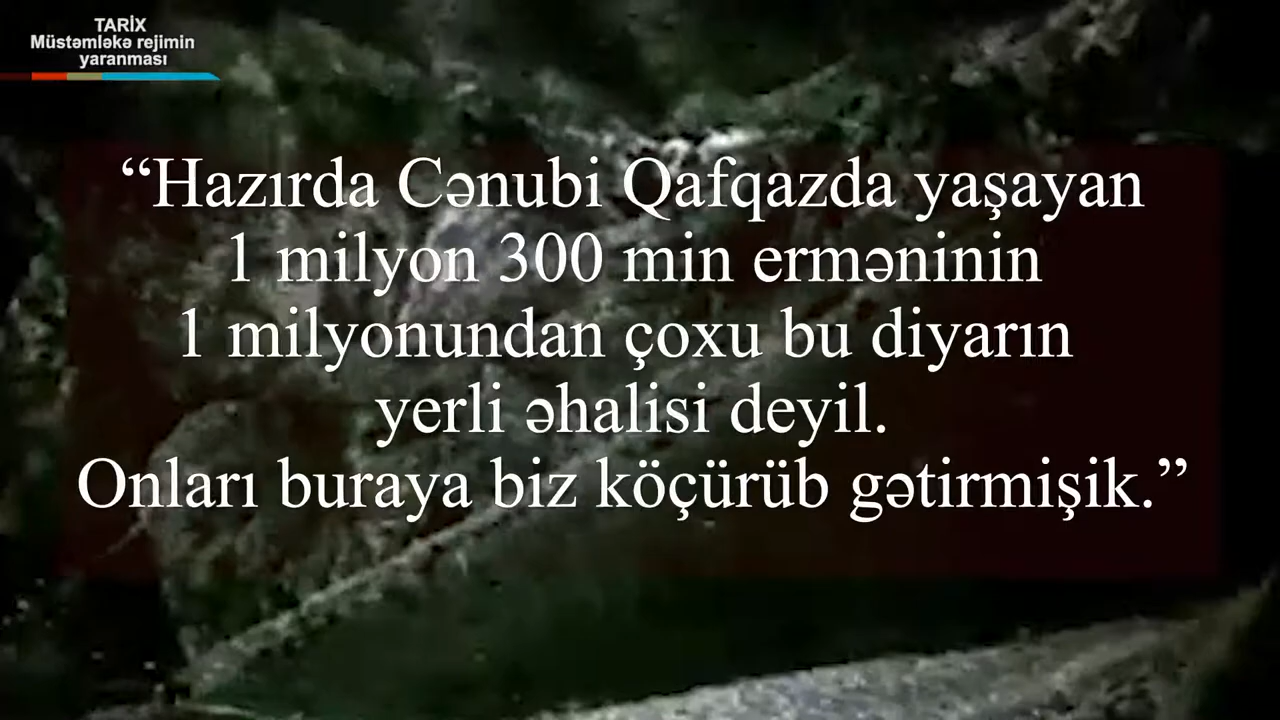 TARİX
Müstəmləkə rejimin
yaranması
“Hazırda Cənubi Qafqazda yaşayan
1 milyon 300 min erməninin
1 milyonundan çoxu bu diyarın
yerli əhalisi deyil.
Onları buraya biz köçürüb gətirmişik.”